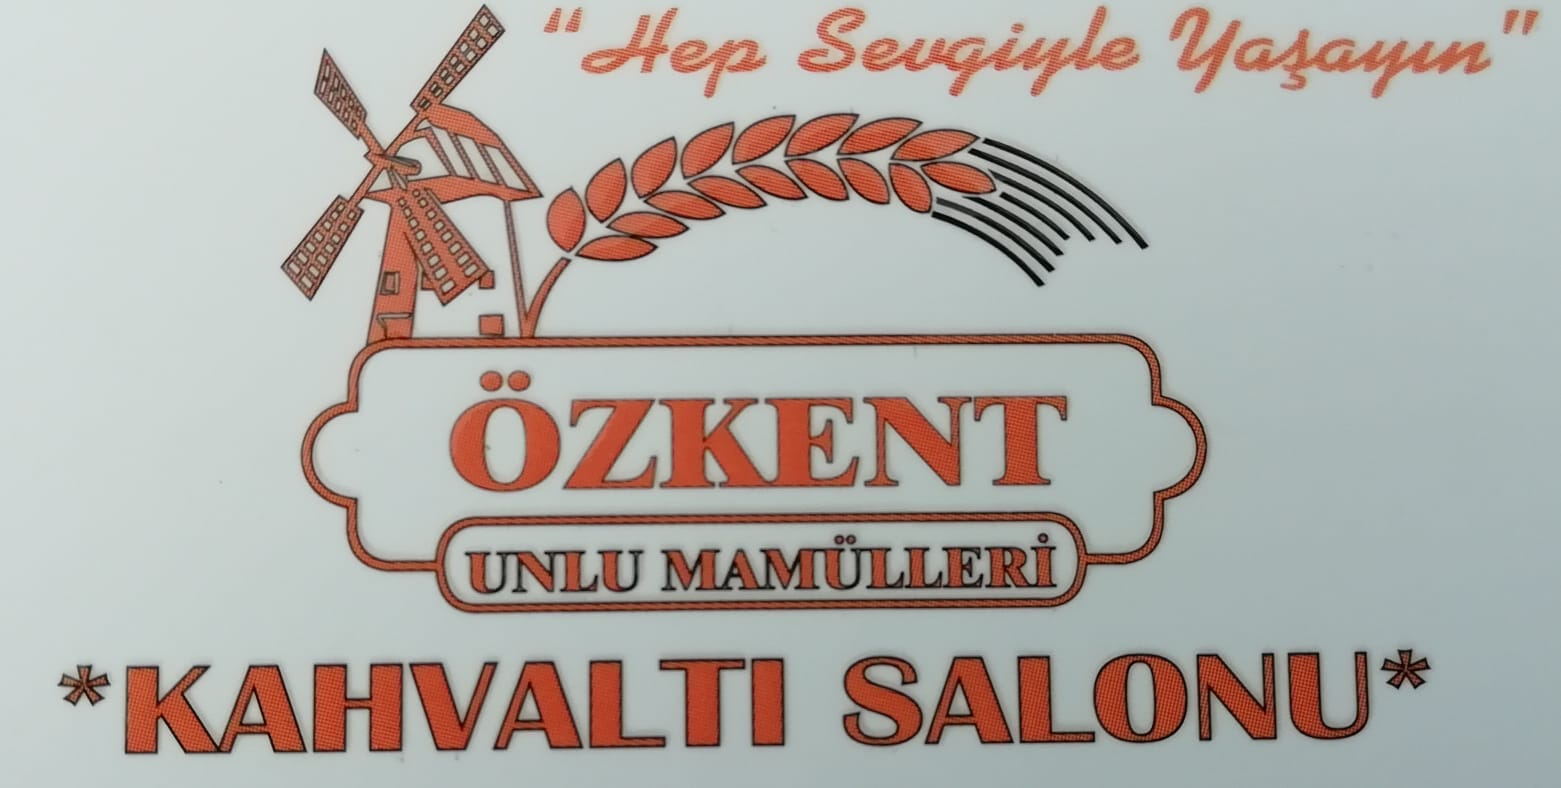 "Hep Sevgiyle Yaşayın"
ÖZKENT
UNLU MAMÜLLERİ
*KAHVALTI SALONU*